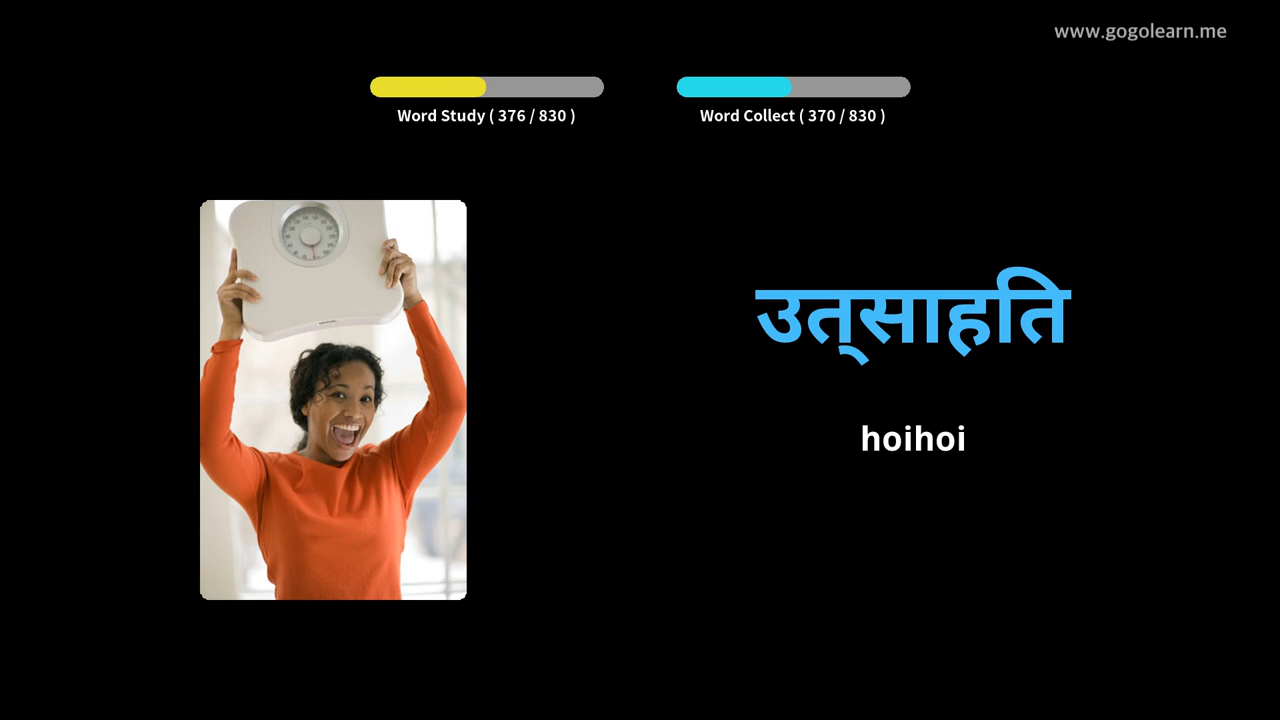 www.gogolearn.me
Word Study ( 376 / 830 )
Word Collect ( 370 / 830 )
उत्‌साहति
hoihoi